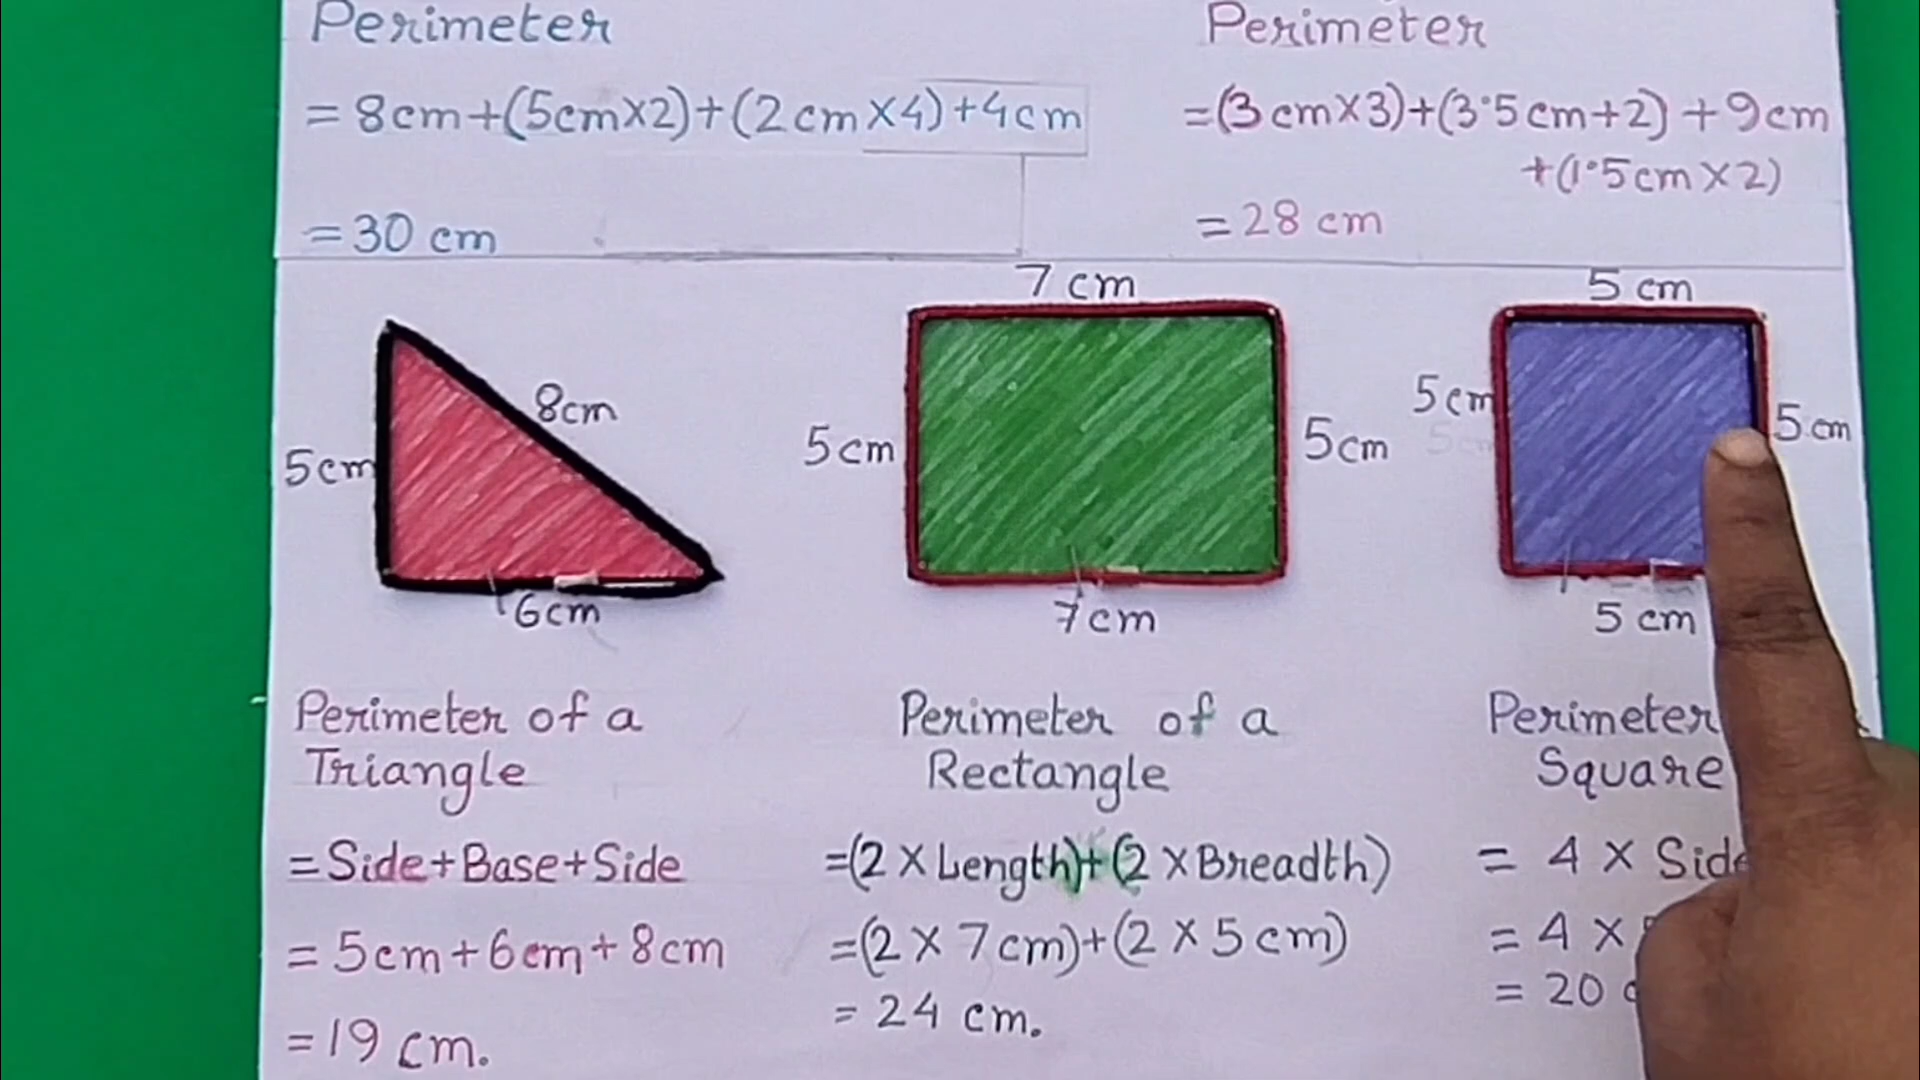 Perimeter
= 8cm+(5cm×2)+(2cm×4)+4cm
= 30 cm
Perimeter
=(3cm×3)+(3.5cm+2)+9cm
+(1.5cm×2)
= 28 cm
5cm
8cm
6cm
7 cm
5cm
5cm
7cm
5 cm
5cm
5cm
5 cm
Perimeter of a
Triangle
= Side+Base+Side
= 5cm+6cm+8cm
= 19 cm.
Perimeter of a
Rectangle
=(2×Length)+(2×Breadth)
=(2×7cm)+(2×5cm)
= 24 cm.
Perimeter
Square
= 4 × Side
= 4 ×
= 20